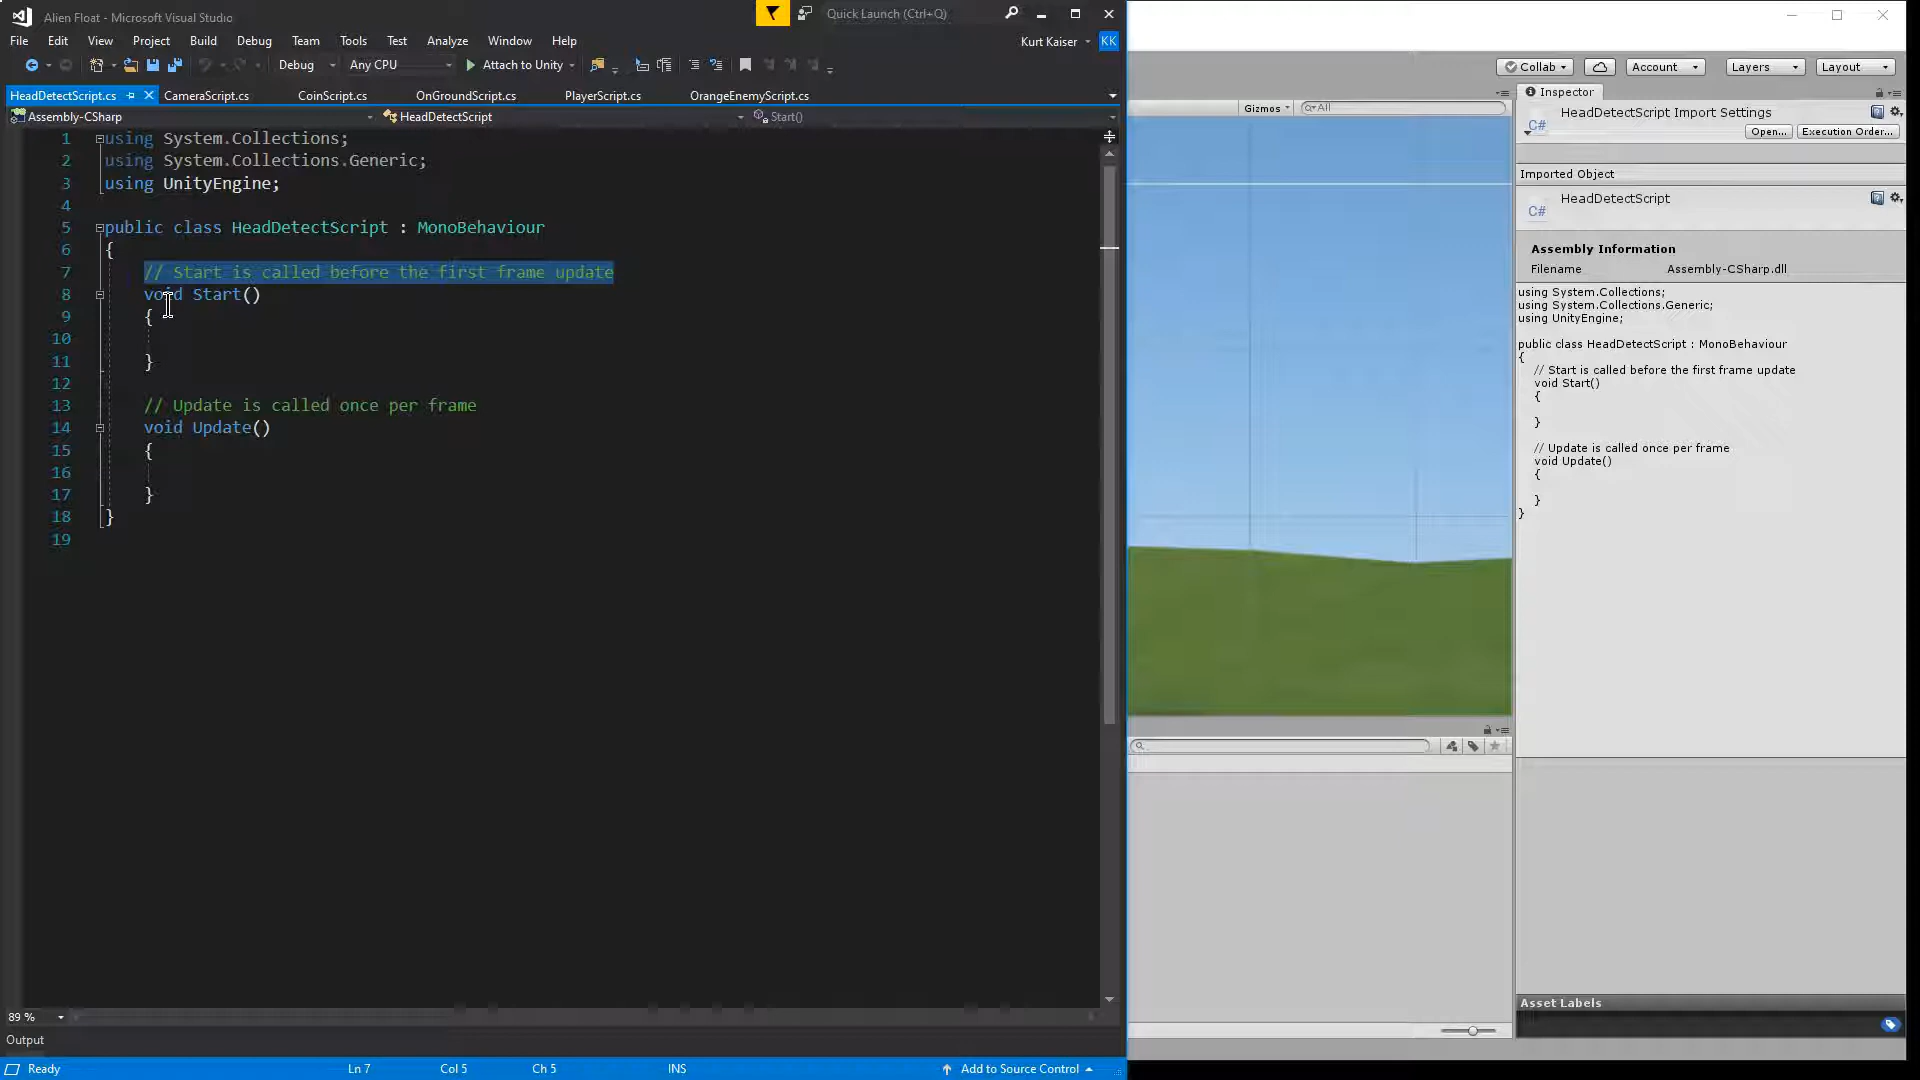 Alien Float - Microsoft Visual Studio
Quick Launch (Ctrl+Q)
File Edit View Project Build Debug Team Tools Test Analyze Window Help
Kurt Kaiser KK
Debug Any CPU Attach to Unity
HeadDetectScript.cs CameraScript.cs CoinScript.cs OnGroundScript.cs PlayerScript.cs OrangeEnemyScript.cs
Assembly-CSharp HeadDetectScript Start()
1 using System.Collections;
2 using System.Collections.Generic;
3 using UnityEngine;
4
5 public class HeadDetectScript : MonoBehaviour
6 {
7 // Start is called before the first frame update
8 void Start()
9 {
10
11 }
12
13 // Update is called once per frame
14 void Update()
15 {
16
17 }
18 }
19
89 %
Output
Ready Ln 7 Col 5 Ch 5 INS Add to Source Control
Collab Account Layers Layout
Gizmos All
Inspector
C# HeadDetectScript Import Settings
Open... Execution Order...
Imported Object
C# HeadDetectScript
Assembly Information
Filename Assembly-CSharp.dll
using System.Collections;
using System.Collections.Generic;
using UnityEngine;
public class HeadDetectScript : MonoBehaviour
{
// Start is called before the first frame update
void Start()
{
}
// Update is called once per frame
void Update()
{
}
}
Asset Labels